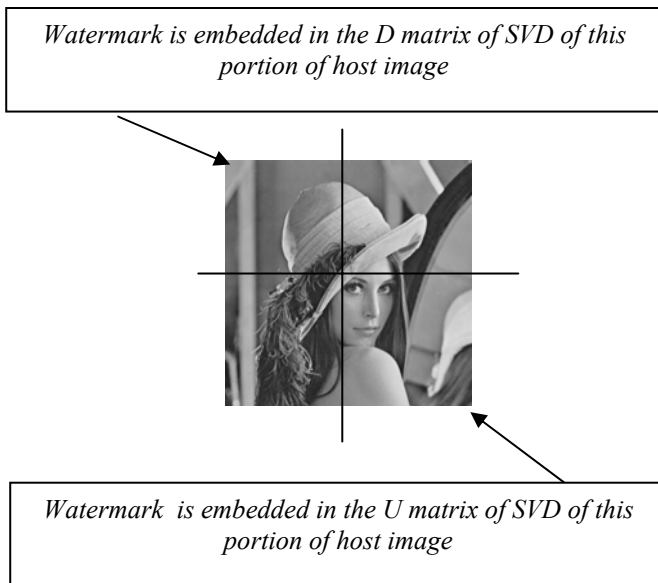 Watermark is embedded in the D matrix of SVD of this
portion of host image
Watermark is embedded in the U matrix of SVD of this
portion of host image